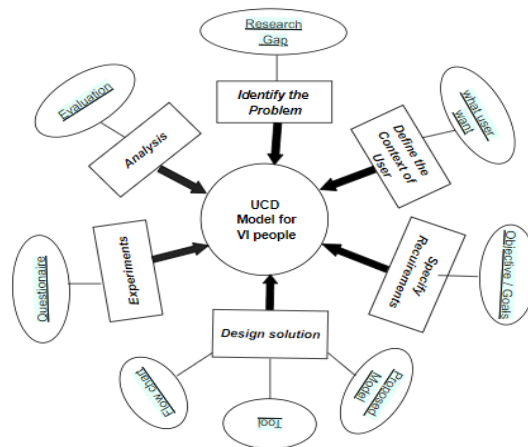 Research
Gap
Identify the
Problem
Evaluation
Analysis
what user
want
Define the
Context of
User
UCD
Model for
VI people
Questionaire
Experiments
Specify
Recuirements
Objective / Goals
Design solution
Flow chart
Tool
Proposed
Model